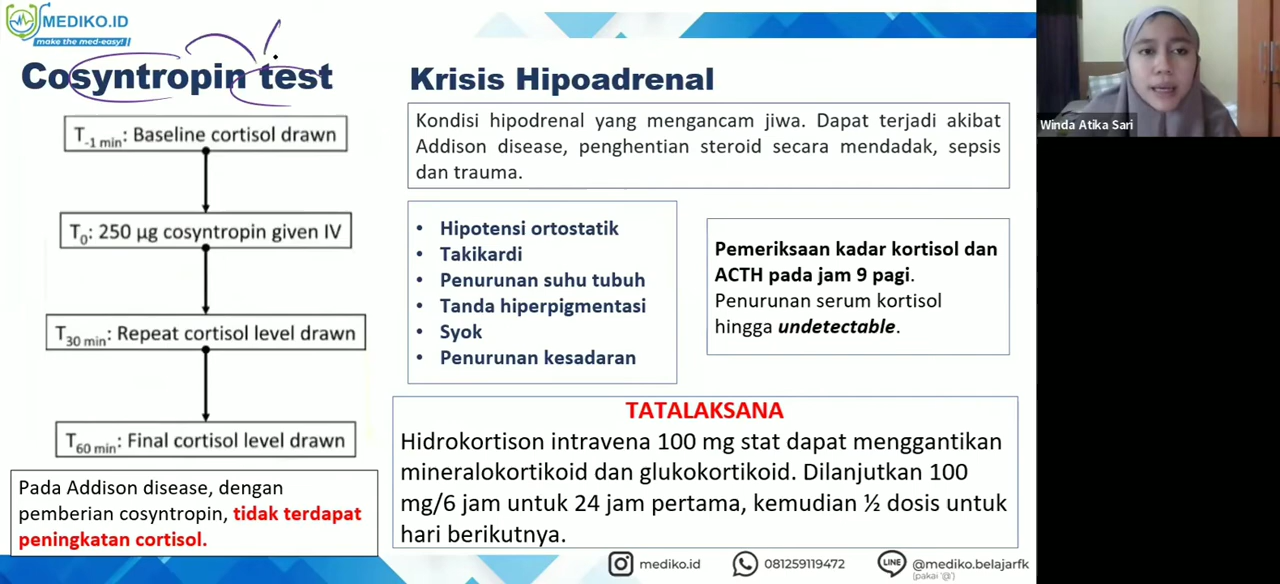 MEDIKO.ID
make the med-easy!
Cosyntropin test
T-1 min: Baseline cortisol drawn
T0: 250 µg cosyntropin given IV
T30 min: Repeat cortisol level drawn
T60 min: Final cortisol level drawn
Pada Addison disease, dengan
pemberian cosyntropin, tidak terdapat
peningkatan cortisol.
Krisis Hipoadrenal
Kondisi hipodrenal yang mengancam jiwa. Dapat terjadi akibat
Addison disease, penghentian steroid secara mendadak, sepsis
dan trauma.
• Hipotensi ortostatik
• Takikardi
• Penurunan suhu tubuh
• Tanda hiperpigmentasi
• Syok
• Penurunan kesadaran
Pemeriksaan kadar kortisol dan
ACTH pada jam 9 pagi.
Penurunan serum kortisol
hingga undetectable.
TATALAKSANA
Hidrokortison intravena 100 mg stat dapat menggantikan
mineralokortikoid dan glukokortikoid. Dilanjutkan 100
mg/6 jam untuk 24 jam pertama, kemudian ½ dosis untuk
hari berikutnya.
mediko.id
081259119472
LINE
@mediko.belajarfk
(pakai '@')
Winda Atika Sari